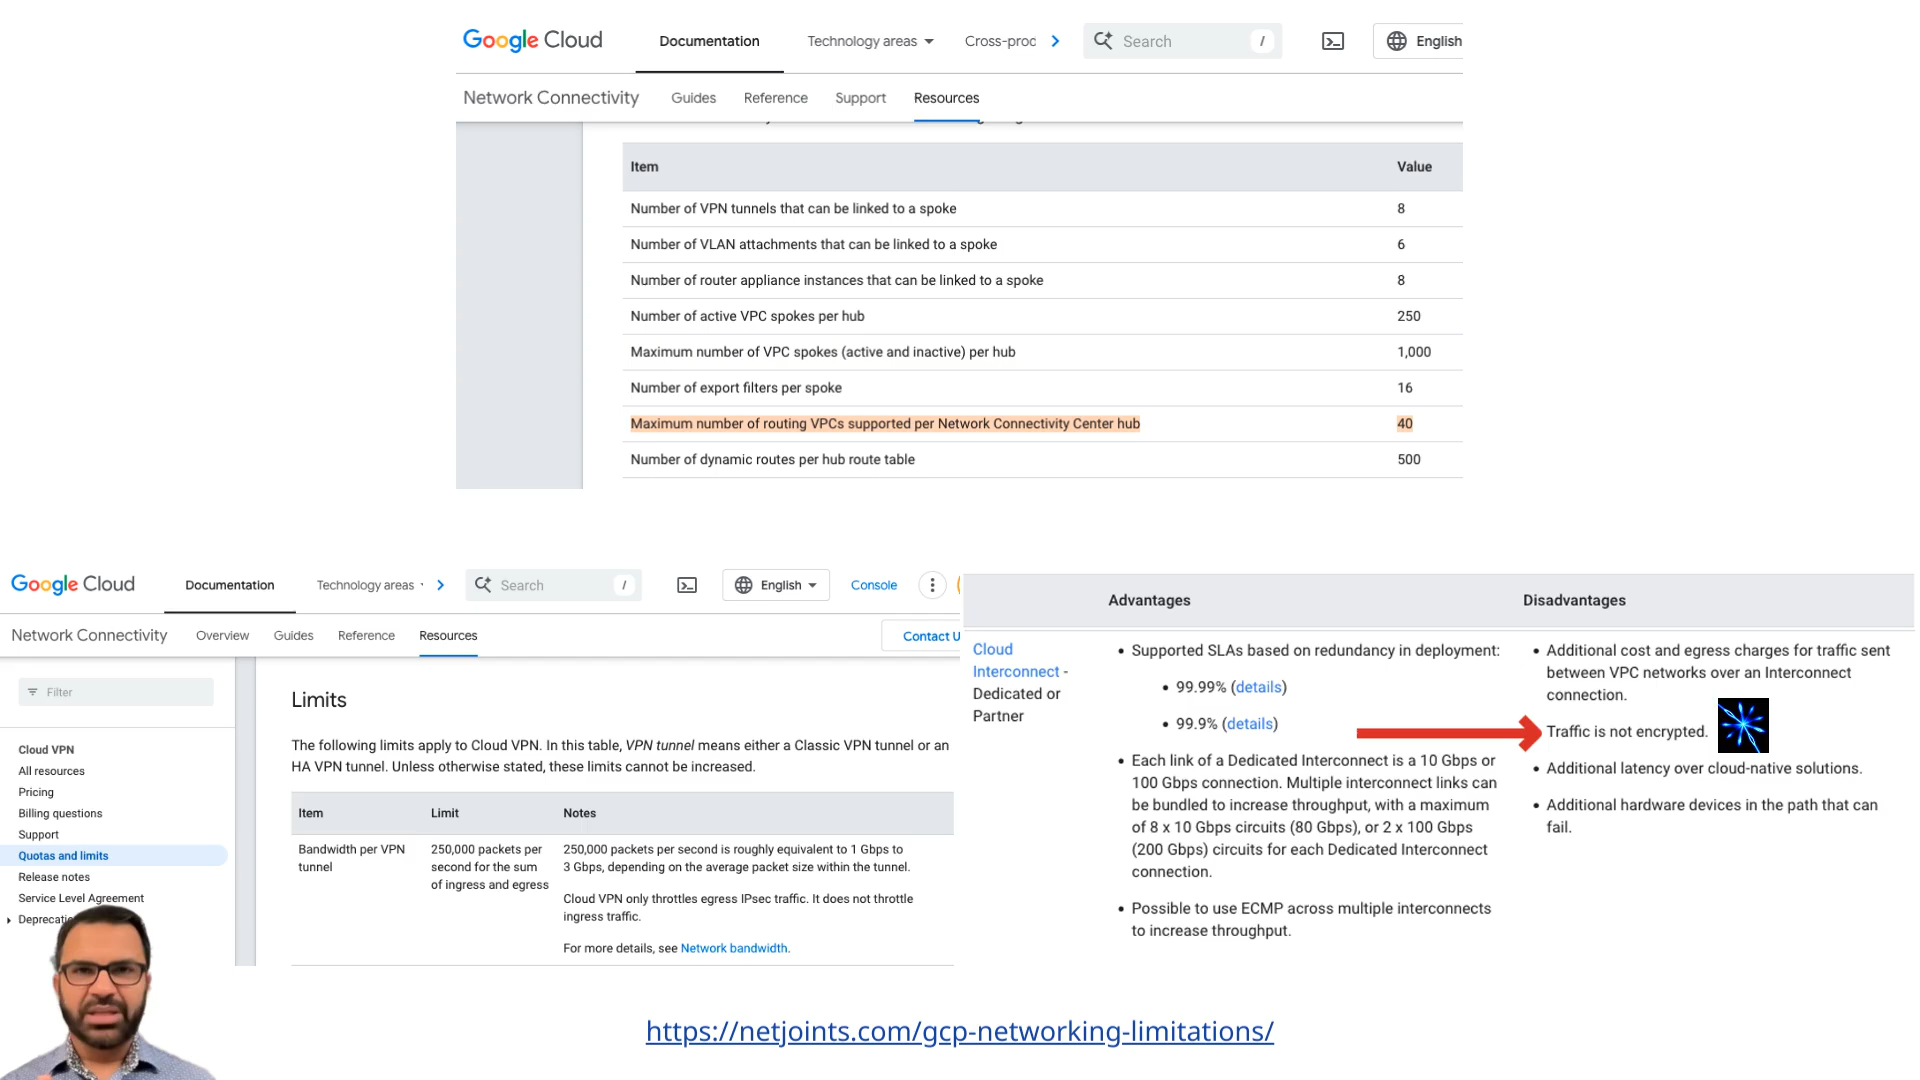 Google Cloud
Documentation
Technology areas
Cross-proc
Search
/
English
Network Connectivity
Guides
Reference
Support
Resources
Item Value
Number of VPN tunnels that can be linked to a spoke 8
Number of VLAN attachments that can be linked to a spoke 6
Number of router appliance instances that can be linked to a spoke 8
Number of active VPC spokes per hub 250
Maximum number of VPC spokes (active and inactive) per hub 1,000
Number of export filters per spoke 16
Maximum number of routing VPCs supported per Network Connectivity Center hub 40
Number of dynamic routes per hub route table 500
Google Cloud
Documentation
Technology areas
Search
/
English
Console
Network Connectivity
Overview
Guides
Reference
Resources
Contact U
Filter
Cloud VPN
All resources
Pricing
Billing questions
Support
Quotas and limits
Release notes
Service Level Agreement
Deprecatio
Limits
The following limits apply to Cloud VPN. In this table, VPN tunnel means either a Classic VPN tunnel or an
HA VPN tunnel. Unless otherwise stated, these limits cannot be increased.
Item Limit Notes
Bandwidth per VPN
tunnel
250,000 packets per
second for the sum
of ingress and egress
250,000 packets per second is roughly equivalent to 1 Gbps to
3 Gbps, depending on the average packet size within the tunnel.
Cloud VPN only throttles egress IPsec traffic. It does not throttle
ingress traffic.
For more details, see Network bandwidth.
Advantages Disadvantages
Cloud
Interconnect -
Dedicated or
Partner
• Supported SLAs based on redundancy in deployment:
• 99.99% (details)
• 99.9% (details)
• Each link of a Dedicated Interconnect is a 10 Gbps or
100 Gbps connection. Multiple interconnect links can
be bundled to increase throughput, with a maximum
of 8 x 10 Gbps circuits (80 Gbps), or 2 x 100 Gbps
(200 Gbps) circuits for each Dedicated Interconnect
connection.
• Possible to use ECMP across multiple interconnects
to increase throughput.
• Additional cost and egress charges for traffic sent
between VPC networks over an Interconnect
connection.
Traffic is not encrypted.
• Additional latency over cloud-native solutions.
• Additional hardware devices in the path that can
fail.
https://netjoints.com/gcp-networking-limitations/